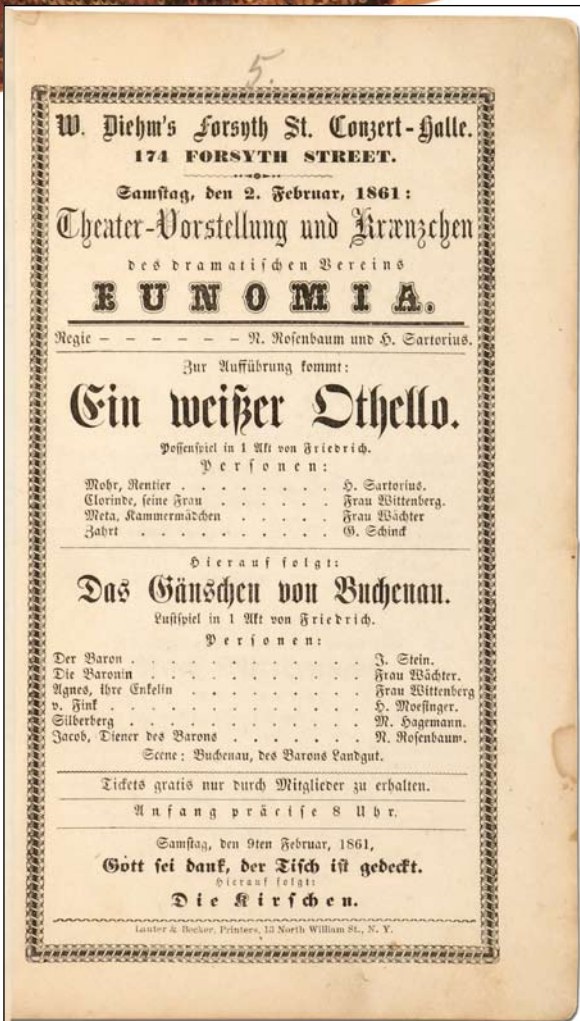 5.
W. Diehm's Forsyth St. Conzert-Halle.
174 FORSYTH STREET.
Samstag, den 2. Februar, 1861:
Theater-Vorstellung und Krænzchen
des dramatischen Vereins
EUNOMIA.
Regie – – – – – – N. Rosenbaum und H. Sartorius.
Zur Aufführung kommt:
Ein weißer Othello.
Possenspiel in 1 Akt von Friedrich.
Personen:
Mohr, Rentier . . . . . . . . H. Sartorius.
Clorinde, seine Frau . . . . . Frau Wittenberg.
Meta, Kammermädchen . . . . . Frau Wächter
Zahrt . . . . . . . . . . G. Schinck
Hierauf folgt:
Das Gänschen von Buchenau.
Lustspiel in 1 Akt von Friedrich.
Personen:
Der Baron . . . . . . . . . . . . J. Stein.
Die Baronin . . . . . . . . . . . Frau Wächter.
Agnes, ihre Enkelin . . . . . . . . . Frau Wittenberg
v. Fink . . . . . . . . . . . . . H. Moesinger.
Silberberg . . . . . . . . . . . . M. Hagemann.
Jacob, Diener des Barons . . . . . . . N. Rosenbaum.
Scene: Buchenau, des Barons Landgut.
Tickets gratis nur durch Mitglieder zu erhalten.
Anfang präcise 8 Uhr.
Samstag, den 9ten Februar, 1861,
Gott sei dank, der Tisch ist gedeckt.
Hierauf folgt:
Die Kirschen.
Lauter & Becker, Printers, 13 North William St., N. Y.